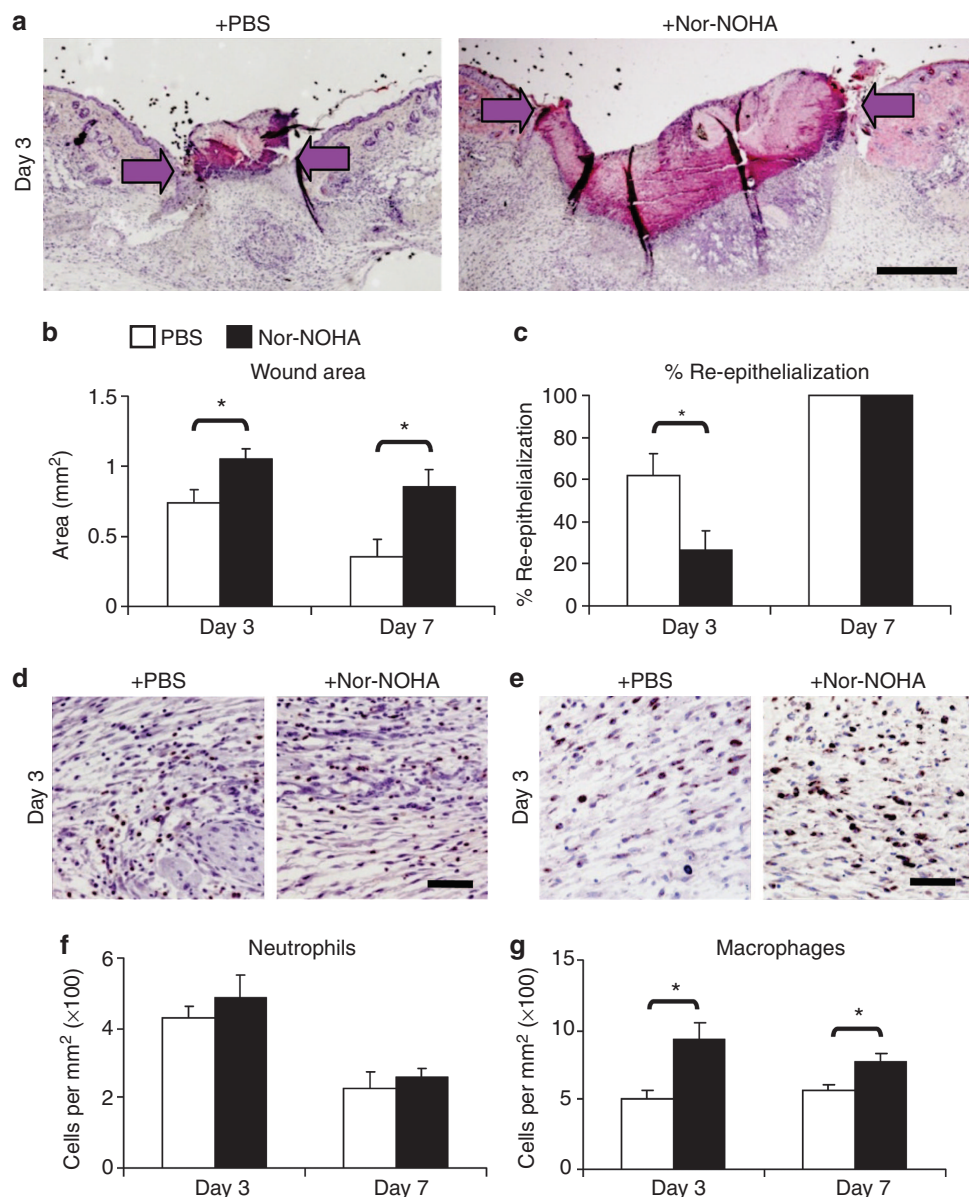 a
+PBS
+Nor-NOHA
Day 3
b
PBS
Nor-NOHA
Wound area
1.5
1
0.5
0
Area (mm²)
*
*
Day 3
Day 7
c
% Re-epithelialization
100
80
60
40
20
0
% Re-epithelialization
*
Day 3
Day 7
d
+PBS
+Nor-NOHA
Day 3
e
+PBS
+Nor-NOHA
Day 3
f
Neutrophils
6
4
2
0
Cells per mm² (×100)
Day 3
Day 7
g
Macrophages
15
10
5
0
Cells per mm² (×100)
*
*
Day 3
Day 7